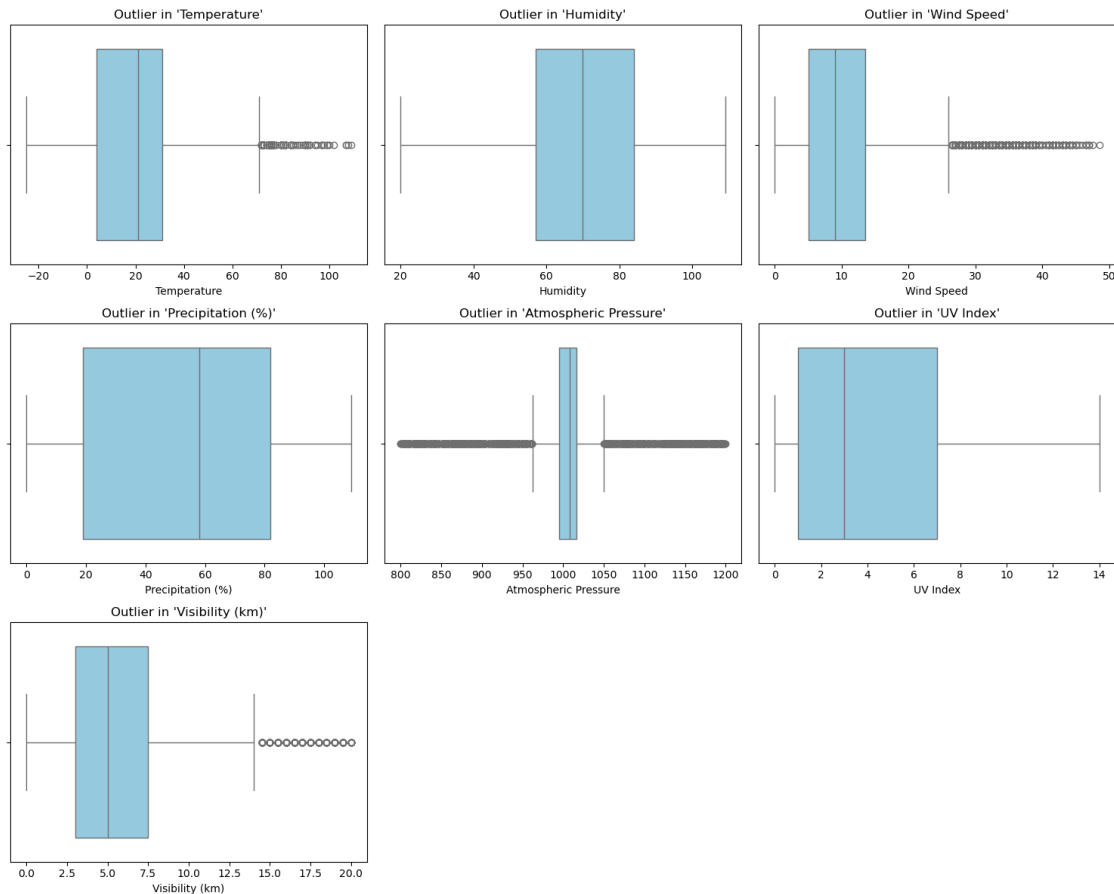 Outlier in 'Temperature'
−20 0 20 40 60 80 100
Temperature
Outlier in 'Humidity'
20 40 60 80 100
Humidity
Outlier in 'Wind Speed'
0 10 20 30 40 50
Wind Speed
Outlier in 'Precipitation (%)'
0 20 40 60 80 100
Precipitation (%)
Outlier in 'Atmospheric Pressure'
800 850 900 950 1000 1050 1100 1150 1200
Atmospheric Pressure
Outlier in 'UV Index'
0 2 4 6 8 10 12 14
UV Index
Outlier in 'Visibility (km)'
0.0 2.5 5.0 7.5 10.0 12.5 15.0 17.5 20.0
Visibility (km)